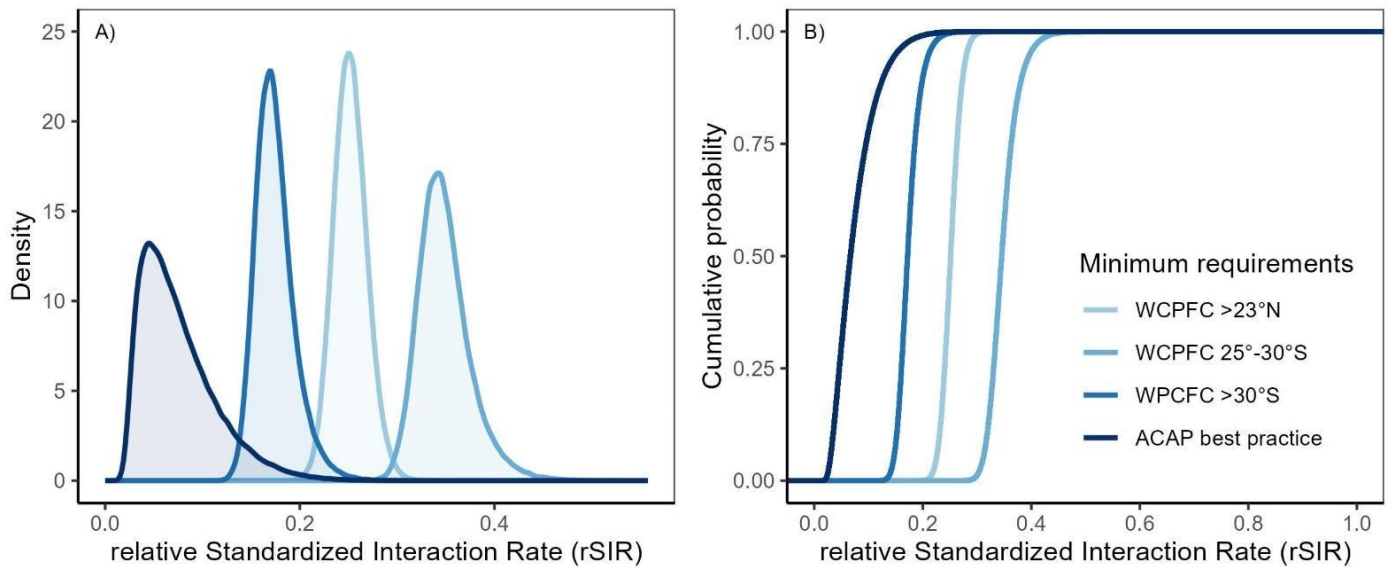 A)
25
20
15
10
5
0
Density
0.0 0.2 0.4
relative Standardized Interaction Rate (rSIR)
B)
1.00
0.75
0.50
0.25
0.00
Cumulative probability
Minimum requirements
WCPFC >23°N
WCPFC 25°-30°S
WPCFC >30°S
ACAP best practice
0.0 0.2 0.4 0.6 0.8 1.0
relative Standardized Interaction Rate (rSIR)